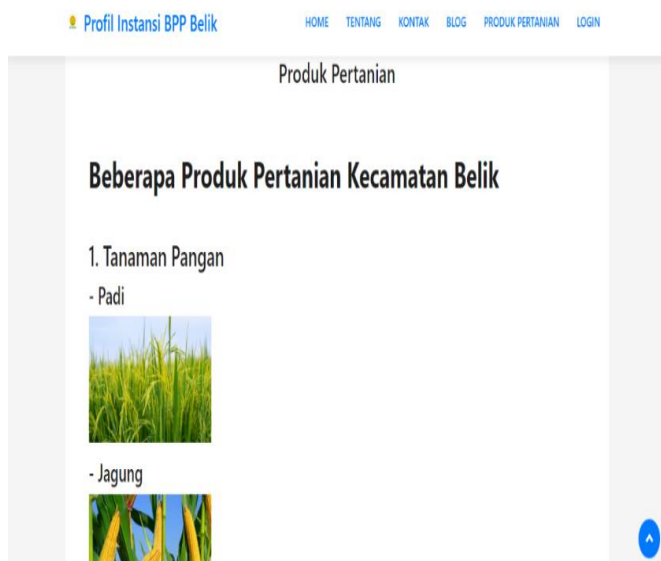 Profil Instansi BPP Belik
HOME TENTANG KONTAK BLOG PRODUK PERTANIAN LOGIN
Produk Pertanian
Beberapa Produk Pertanian Kecamatan Belik
1. Tanaman Pangan
- Padi
- Jagung